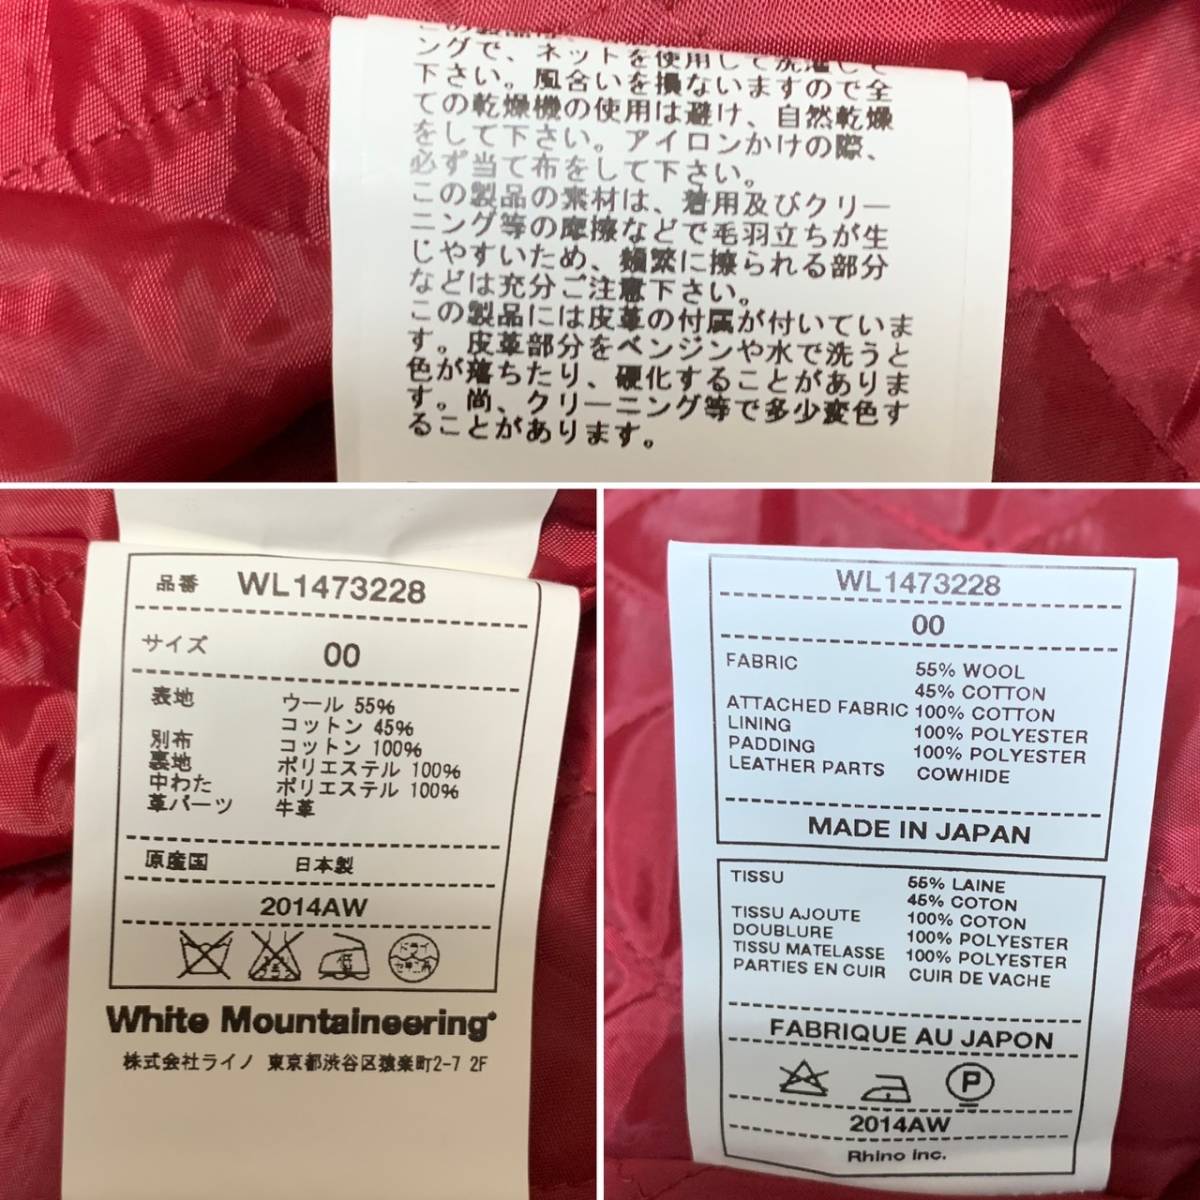 ングで、ネットを使用して洗濯して
下さい。風合いを損ないますので全
ての乾燥機の使用は避け、自然乾燥
をして下さい。アイロンかけの際、
必ず当て布をして下さい。
この製品の素材は、着用及びクリー
ニング等の摩擦などで毛羽立ちが生
じやすいため、頻繁に擦られる部分
などは充分ご注意下さい。
この製品には皮革の付属が付いていま
す。皮革部分をベンジンや水で洗うと
色が落ちたり、硬化することがありま
す。尚、クリーニング等で多少変色す
ることがあります。
品番 WL1473228
サイズ 00
表地 ウール 55%
コットン 45%
別布 コットン 100%
裏地 ポリエステル 100%
中わた ポリエステル 100%
革パーツ 牛革
原産国 日本製
2014AW
ドライ
セキユ系
White Mountaineering
株式会社ライノ 東京都渋谷区猿楽町2-7 2F
WL1473228
00
FABRIC 55% WOOL
45% COTTON
ATTACHED FABRIC 100% COTTON
LINING 100% POLYESTER
PADDING 100% POLYESTER
LEATHER PARTS COWHIDE
MADE IN JAPAN
TISSU 55% LAINE
45% COTON
TISSU AJOUTE 100% COTON
DOUBLURE 100% POLYESTER
TISSU MATELASSE 100% POLYESTER
PARTIES EN CUIR CUIR DE VACHE
FABRIQUE AU JAPON
P
2014AW
Rhino inc.